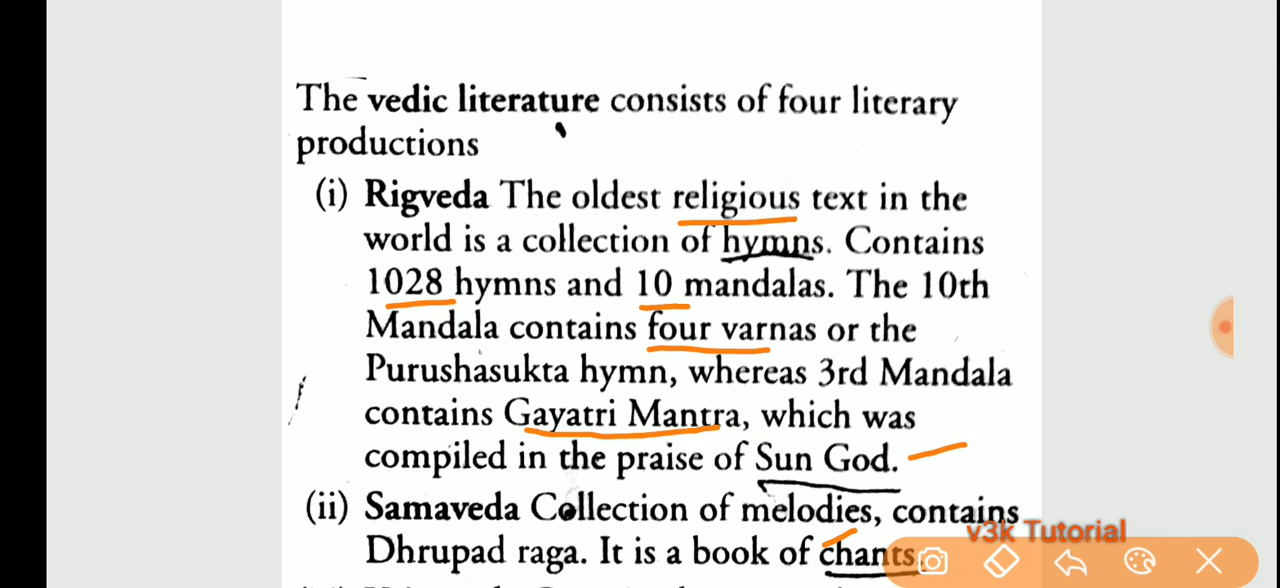 The vedic literature consists of four literary
productions
(i) Rigveda The oldest religious text in the
world is a collection of hymns. Contains
1028 hymns and 10 mandalas. The 10th
Mandala contains four varnas or the
Purushasukta hymn, whereas 3rd Mandala
contains Gayatri Mantra, which was
compiled in the praise of Sun God.
(ii) Samaveda Collection of melodies, contains
v3k Tutorial
Dhrupad raga. It is a book of chants.